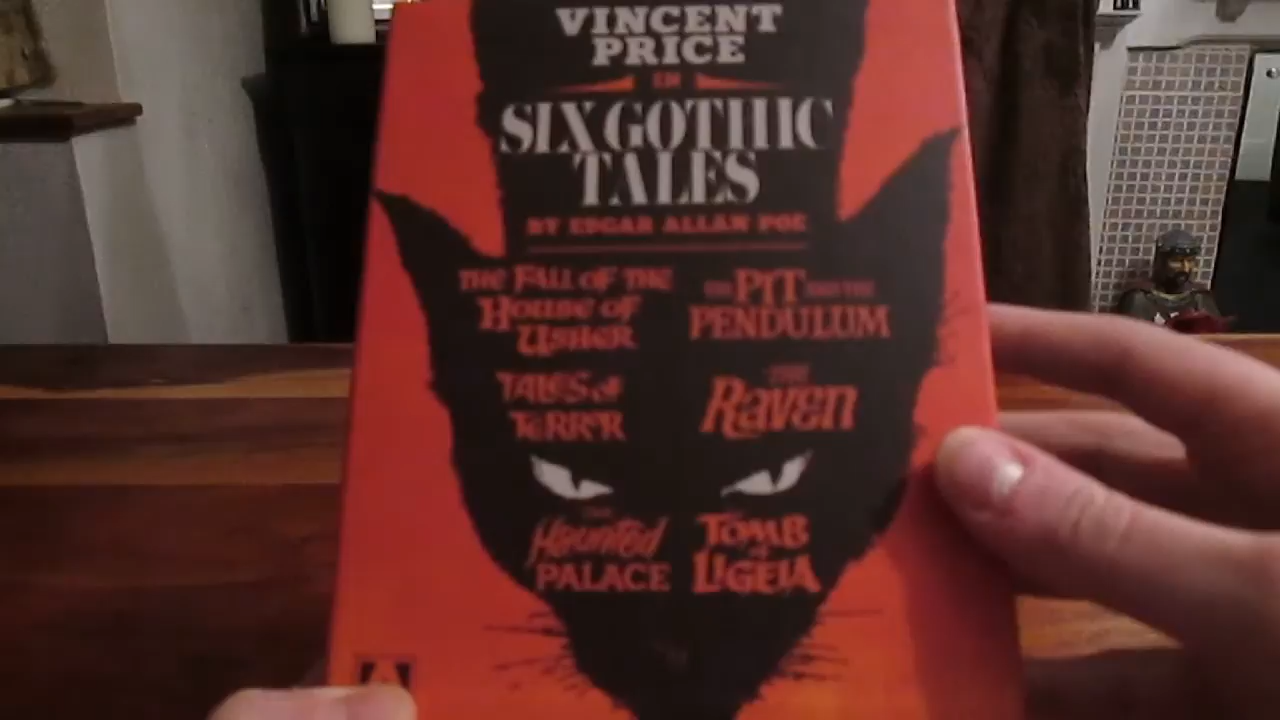 VINCENT
PRICE
IN
SIX GOTHIC
TALES
BY EDGAR ALLAN POE
THE FALL OF THE
HOUSE OF
USHER
THE PIT AND THE
PENDULUM
TALES OF
TERROR
THE
Raven
THE
Haunted
PALACE
TOMB
OF
LIGEIA